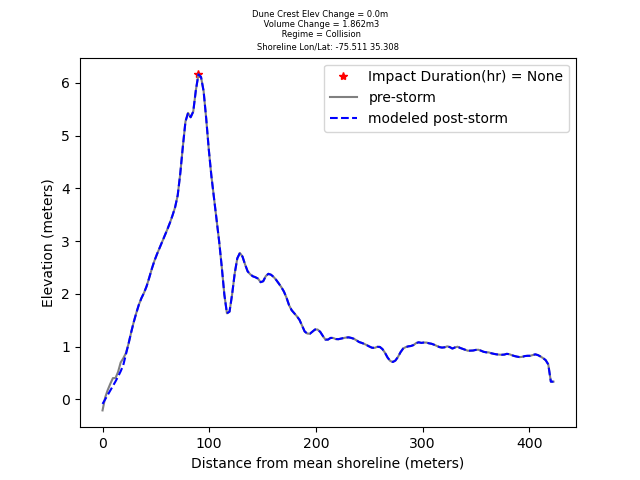 Dune Crest Elev Change = 0.0m
Volume Change = 1.862m3
Regime = Collision
Shoreline Lon/Lat: -75.511 35.308
Impact Duration(hr) = None
pre-storm
modeled post-storm
6
5
4
3
2
1
0
Elevation (meters)
0 100 200 300 400
Distance from mean shoreline (meters)